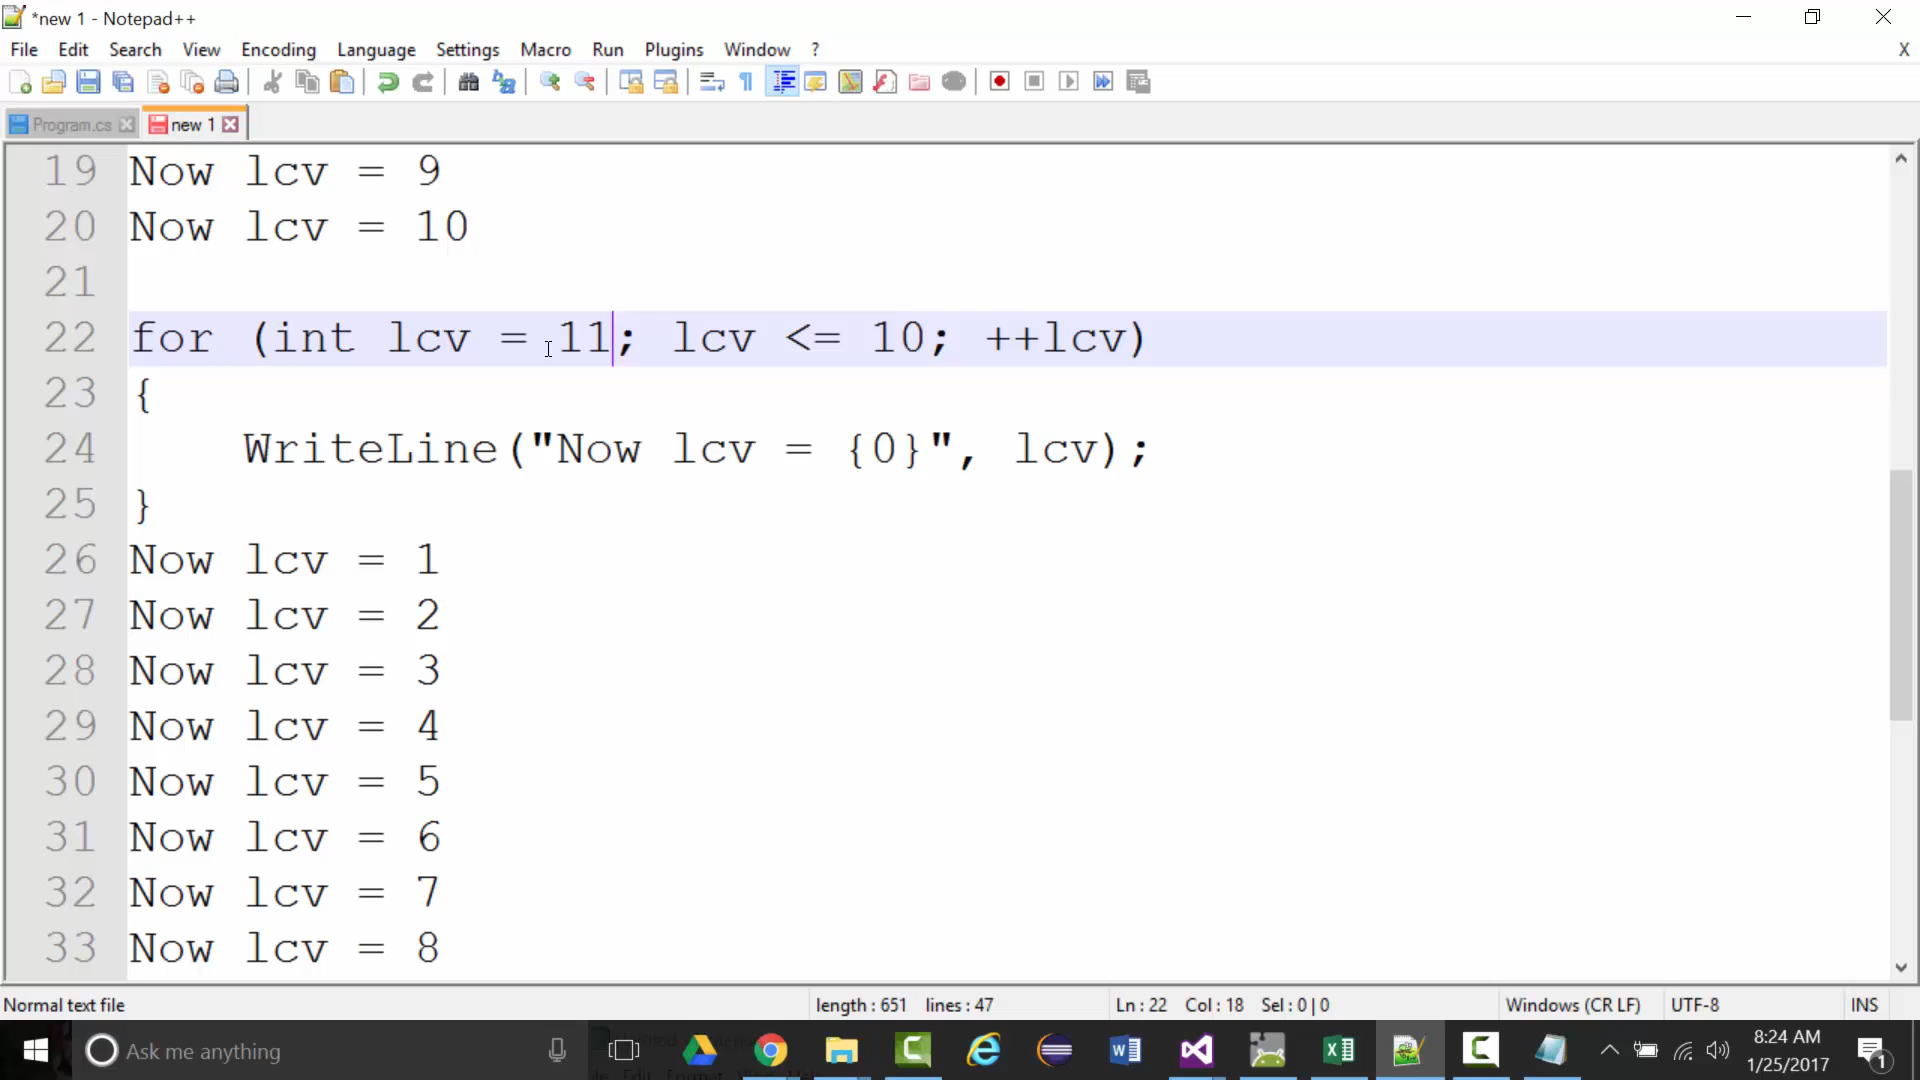 *new 1 - Notepad++
File Edit Search View Encoding Language Settings Macro Run Plugins Window ? X
Program.cs new 1
19 Now lcv = 9
20 Now lcv = 10
21
22 for (int lcv = 11; lcv <= 10; ++lcv)
23 {
24 WriteLine("Now lcv = {0}", lcv);
25 }
26 Now lcv = 1
27 Now lcv = 2
28 Now lcv = 3
29 Now lcv = 4
30 Now lcv = 5
31 Now lcv = 6
32 Now lcv = 7
33 Now lcv = 8
Normal text file length : 651 lines : 47 Ln : 22 Col : 18 Sel : 0 | 0 Windows (CR LF) UTF-8 INS
Ask me anything
8:24 AM
1/25/2017
1